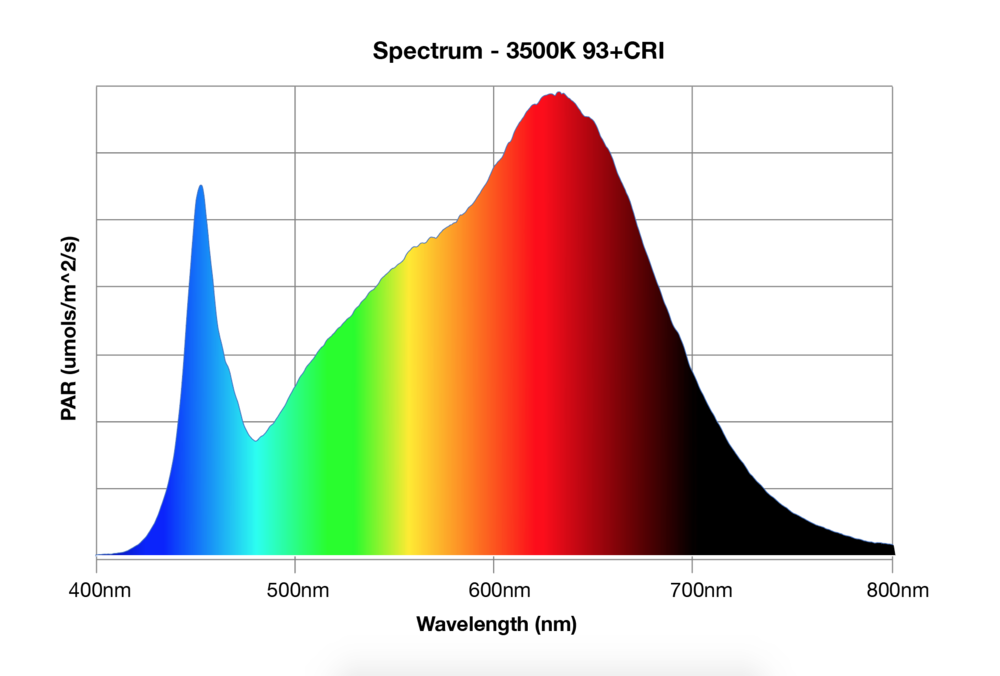 Spectrum - 3500K 93+CRI
PAR (umols/m^2/s)
400nm 500nm 600nm 700nm 800nm
Wavelength (nm)